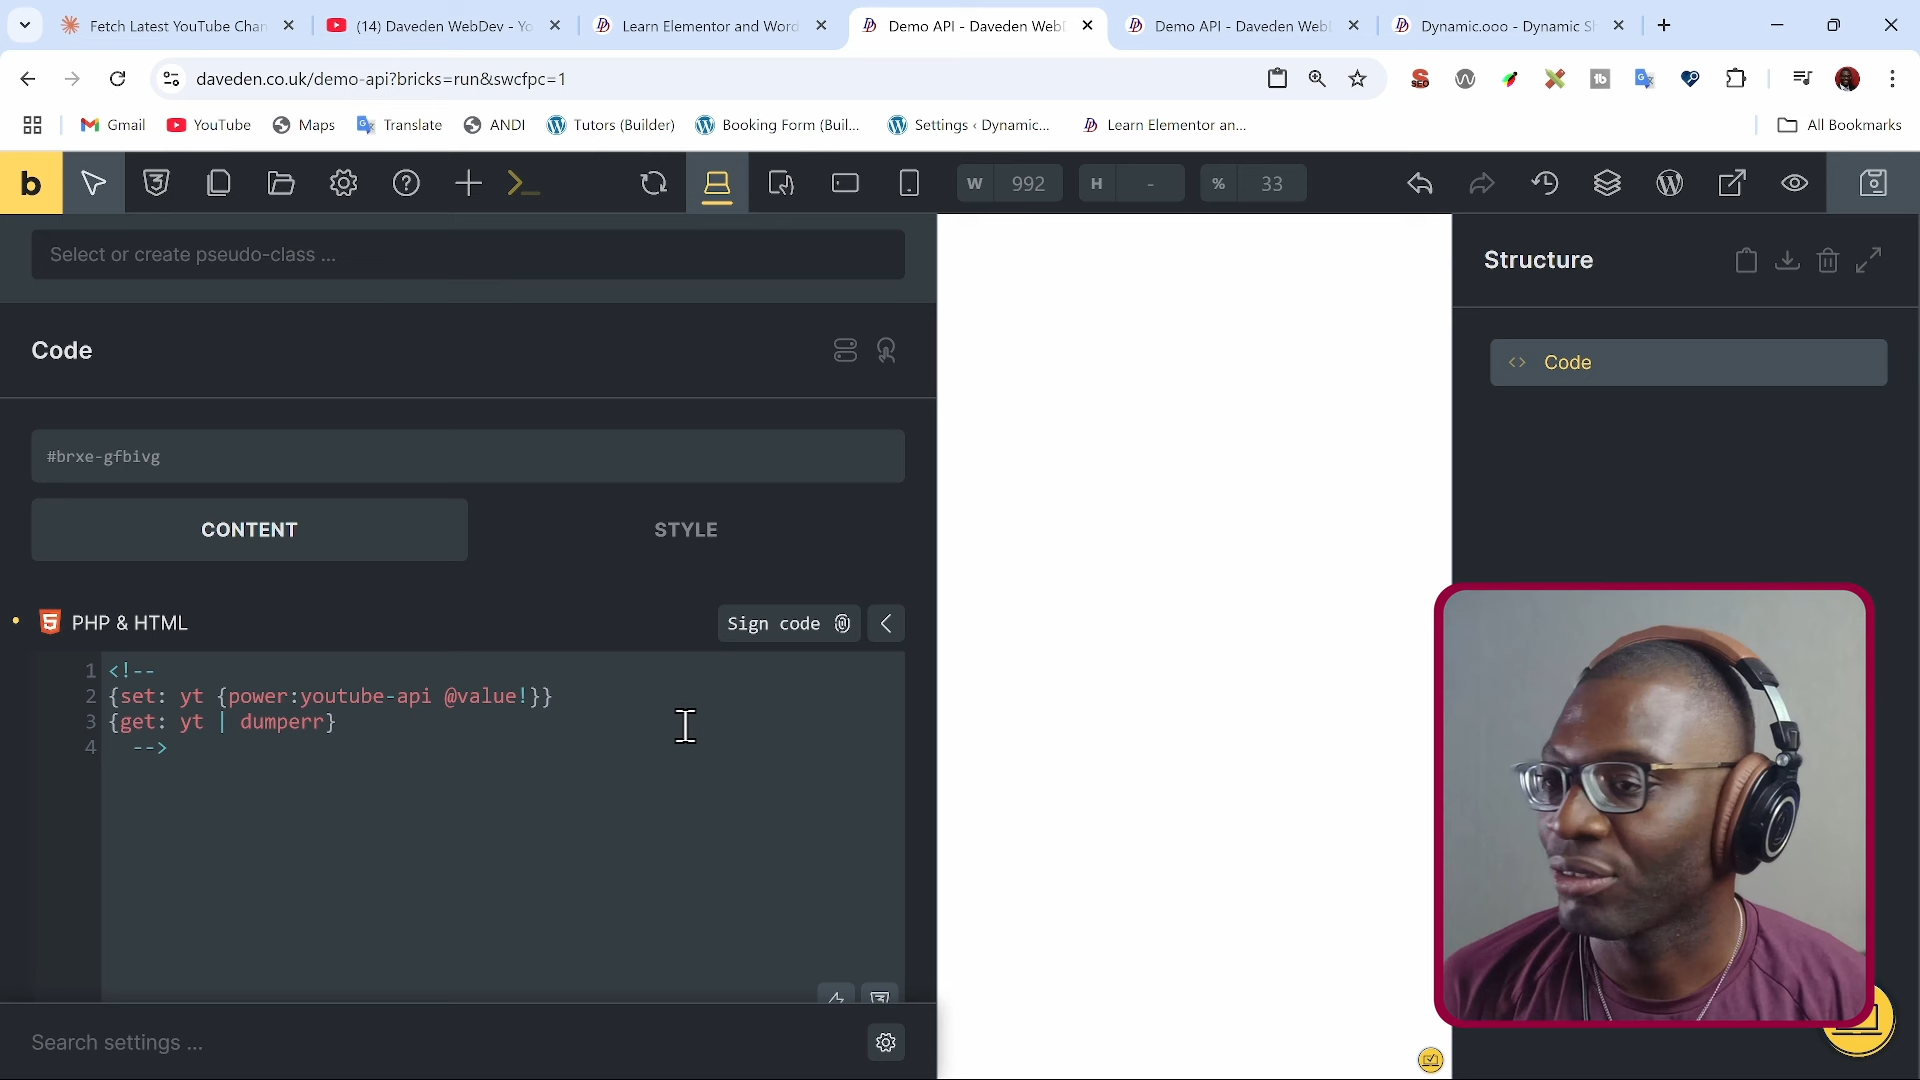 Fetch Latest YouTube Chan
(14) Daveden WebDev - Yo
Learn Elementor and Word
Demo API - Daveden Web
Demo API - Daveden Web
Dynamic.ooo - Dynamic Sh
daveden.co.uk/demo-api?bricks=run&swcfpc=1
SEO
tb
Gmail
YouTube
Maps
Translate
ANDI
Tutors (Builder)
Booking Form (Buil...
Settings ‹ Dynamic...
Learn Elementor an...
All Bookmarks
b
W 992
H -
% 33
Select or create pseudo-class ...
Structure
Code
Code
#brxe-gfbivg
CONTENT
STYLE
PHP & HTML
Sign code
1 <!--
2 {set: yt {power:youtube-api @value!}}
3 {get: yt | dumperr}
4 -->
Search settings ...